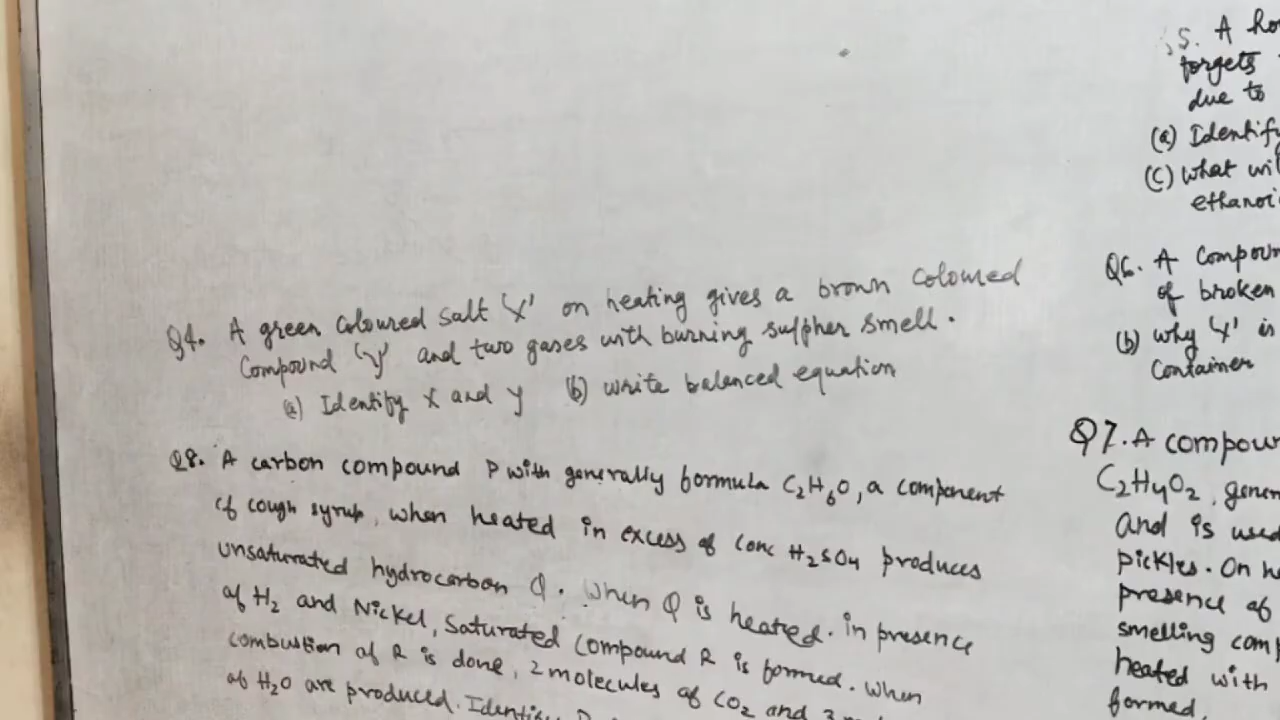 Q4. A green coloured salt 'X' on heating gives a brown coloured
Compound 'Y' and two gases with burning sulpher smell.
a) Identify X and Y (b) write balanced equation
Q8. A carbon compound P with generally formula C2H6O, a component
of cough syrup, when heated in excess of conc H2SO4 produces
unsaturated hydrocarbon Q. When Q is heated. in presence
of H2 and Nickel, Saturated compound R is formed. When
combustion of R is done, 2 molecules of CO2 and 3
of H2O are produced. Identify
5. A
forgets
due to
(a) Identify
(c) what
Q6. A Compoun
of broken
(b) why 'X' is
Container
Q7. A compoun
C2H4O2, gener
And is used
pickles. On
presence of
smelling comp
heated with
formed.